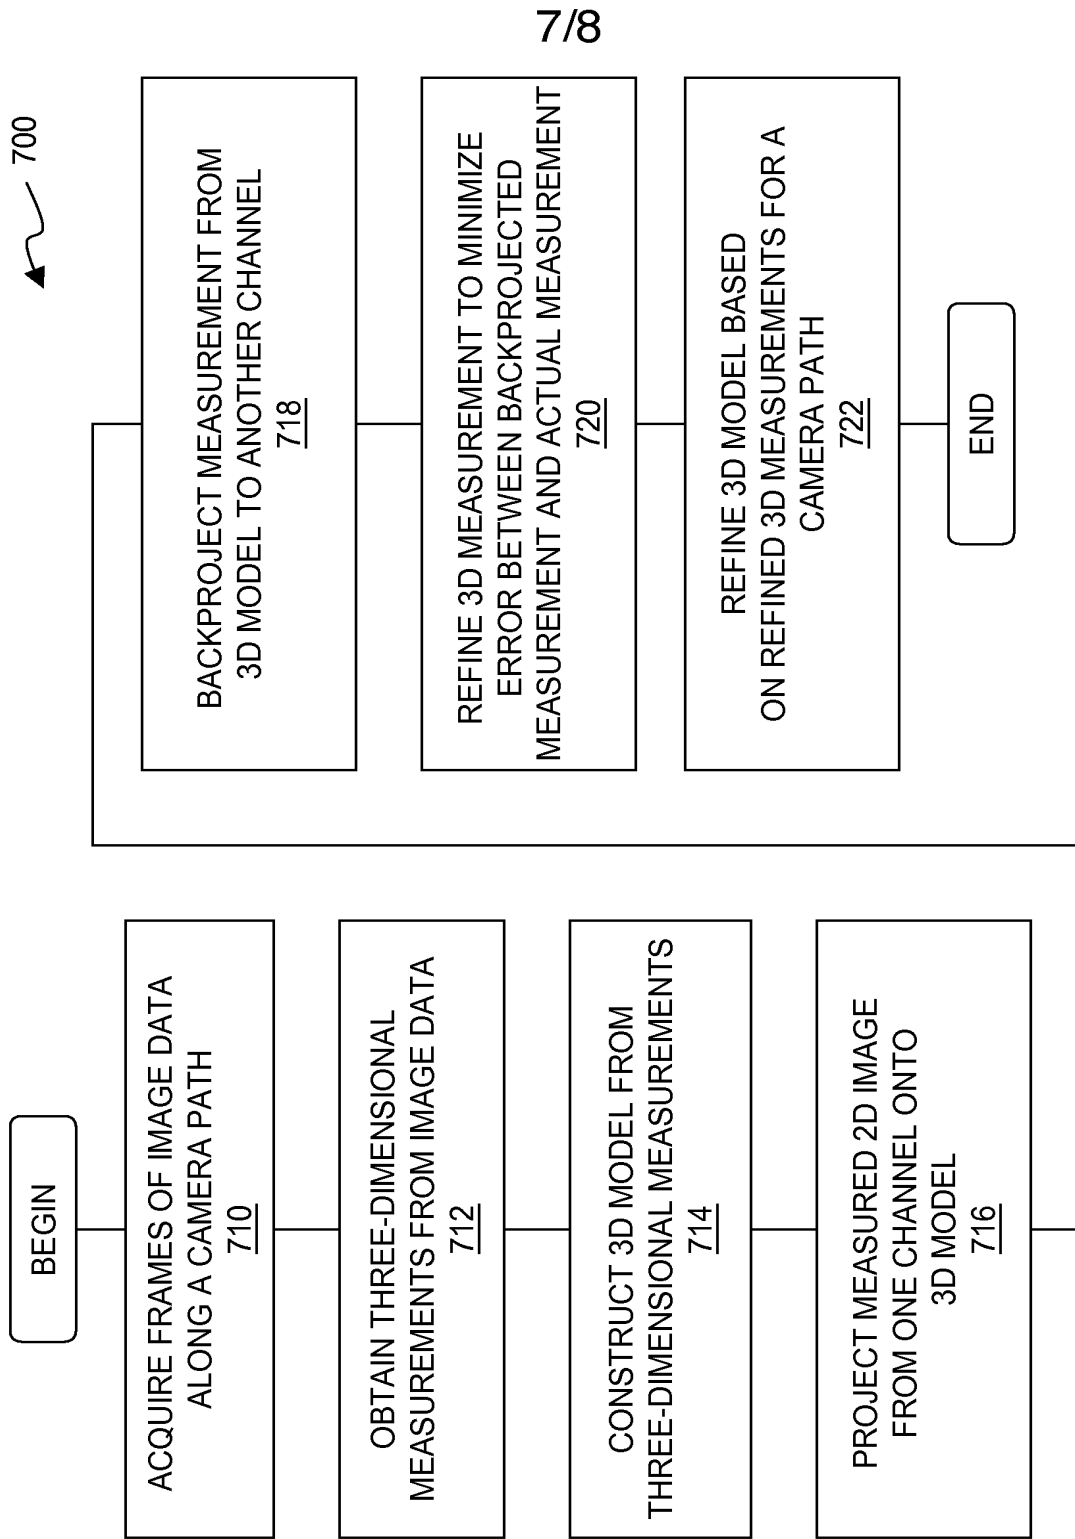 7/8
700
BEGIN
ACQUIRE FRAMES OF IMAGE DATA
ALONG A CAMERA PATH
710
OBTAIN THREE-DIMENSIONAL
MEASUREMENTS FROM IMAGE DATA
712
CONSTRUCT 3D MODEL FROM
THREE-DIMENSIONAL MEASUREMENTS
714
PROJECT MEASURED 2D IMAGE
FROM ONE CHANNEL ONTO
3D MODEL
716
BACKPROJECT MEASUREMENT FROM
3D MODEL TO ANOTHER CHANNEL
718
REFINE 3D MEASUREMENT TO MINIMIZE
ERROR BETWEEN BACKPROJECTED
MEASUREMENT AND ACTUAL MEASUREMENT
720
REFINE 3D MODEL BASED
ON REFINED 3D MEASUREMENTS FOR A
CAMERA PATH
722
END